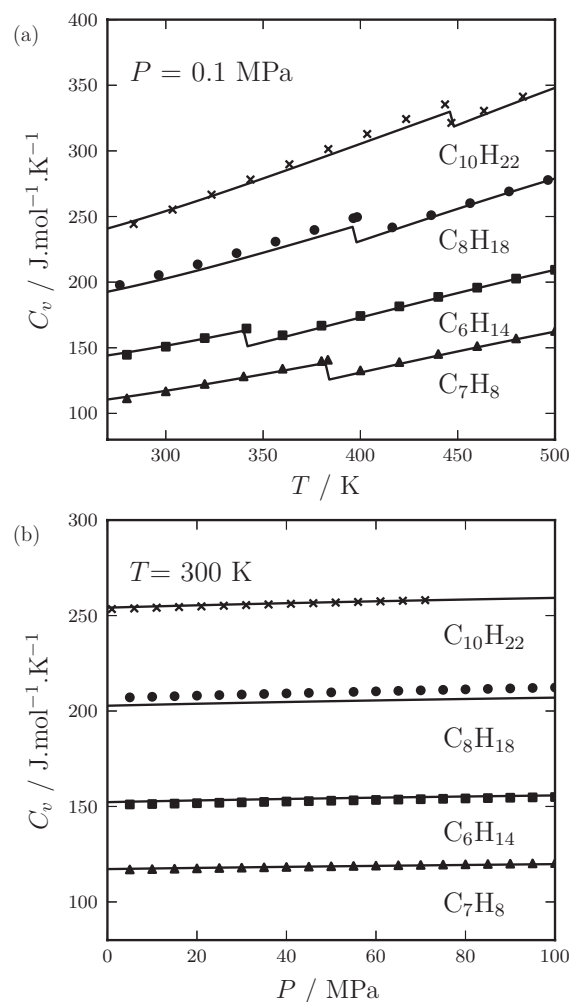 (a)
400
350
300
250
200
150
100
C_v / J.mol⁻¹.K⁻¹
P = 0.1 MPa
C₁₀H₂₂
C₈H₁₈
C₆H₁₄
C₇H₈
300 350 400 450 500
T / K
(b)
300
250
200
150
100
C_v / J.mol⁻¹.K⁻¹
T = 300 K
C₁₀H₂₂
C₈H₁₈
C₆H₁₄
C₇H₈
0 20 40 60 80 100
P / MPa